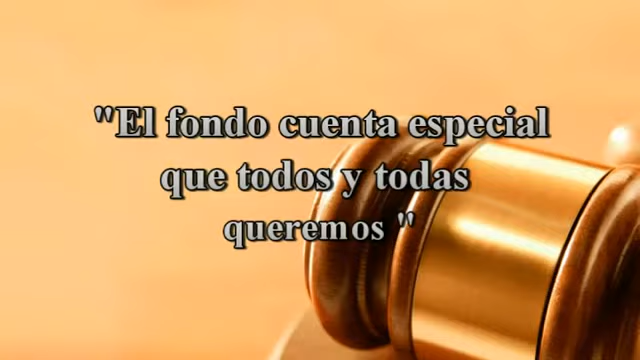 "El fondo cuenta especial
que todos y todas
queremos "